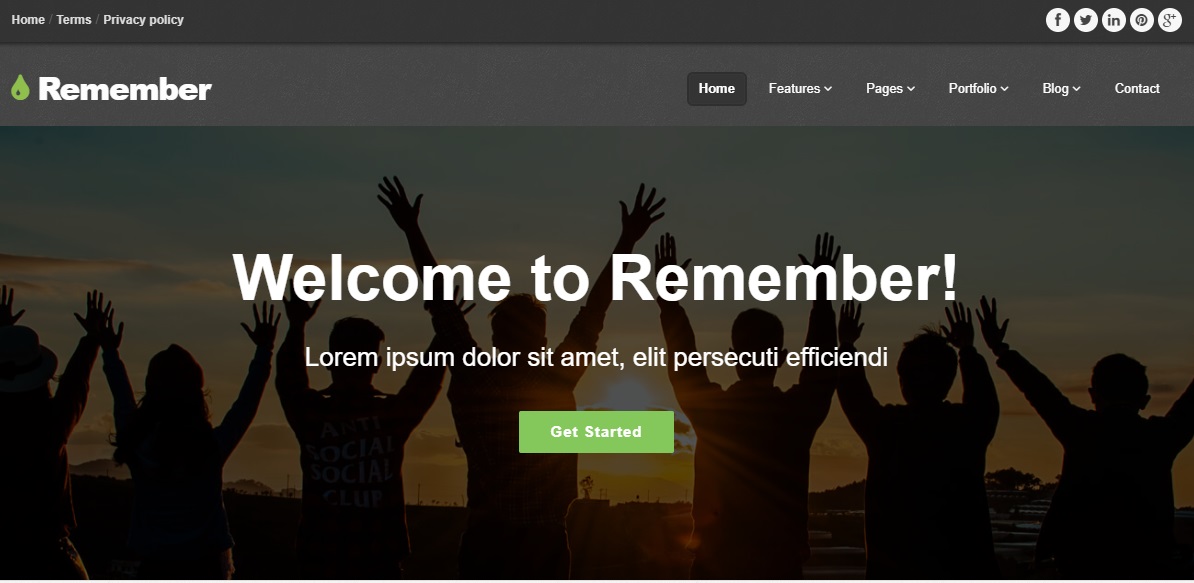 Home / Terms / Privacy policy
Remember
Home Features Pages Portfolio Blog Contact
Welcome to Remember!
Lorem ipsum dolor sit amet, elit persecuti efficiendi
Get Started
ANTI
SOCIAL
SOCIAL
CLUB